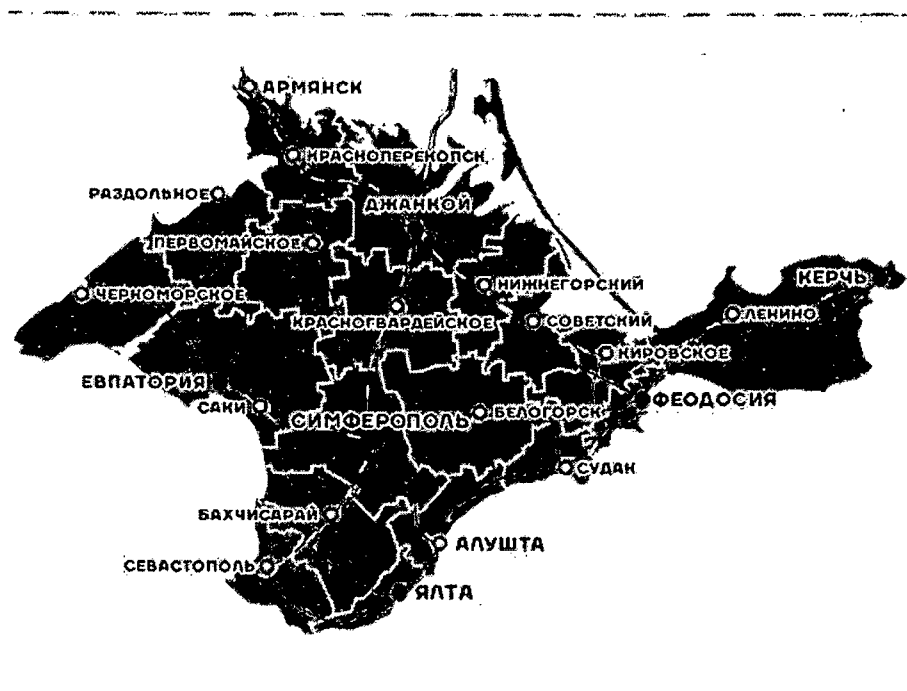 АРМЯНСК
КРАСНОПЕРЕКОПСК
РАЗДОЛЬНОЕ
ДЖАНКОЙ
ПЕРВОМАЙСКОЕ
КЕРЧЬ
НИЖНЕГОРСКИЙ
ЧЕРНОМОРСКОЕ
ЛЕНИНО
КРАСНОГВАРДЕЙСКОЕ
СОВЕТСКИЙ
КИРОВСКОЕ
ЕВПАТОРИЯ
ФЕОДОСИЯ
САКИ
СИМФЕРОПОЛЬ
БЕЛОГОРСК
СУДАК
БАХЧИСАРАЙ
АЛУШТА
СЕВАСТОПОЛЬ
ЯЛТА